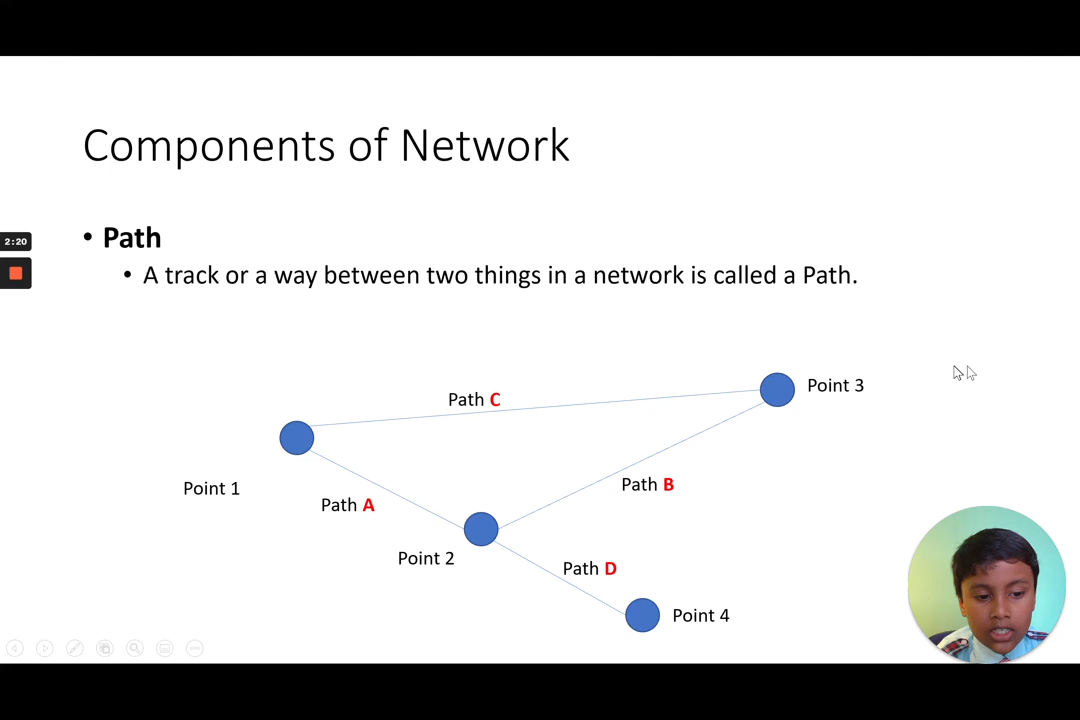 Components of Network
• Path
2:20
• A track or a way between two things in a network is called a Path.
Point 3
Path C
Path B
Point 1
Path A
Point 2
Path D
Point 4